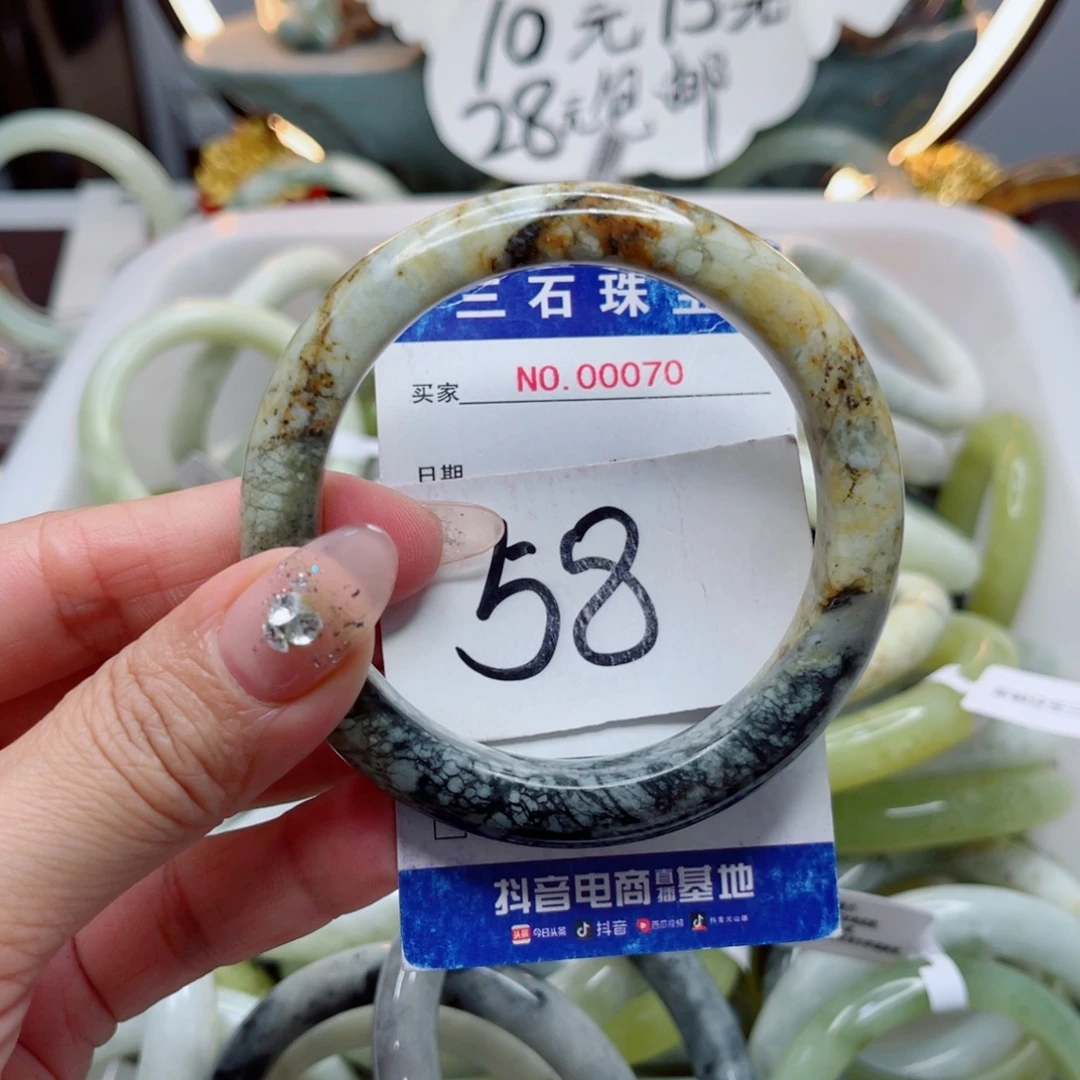 10元 15元
28元包邮
三石珠宝
NO.00070
买家
日期
58
抖音电商直播基地
头条 今日头条 抖音 西瓜视频 抖音火山版